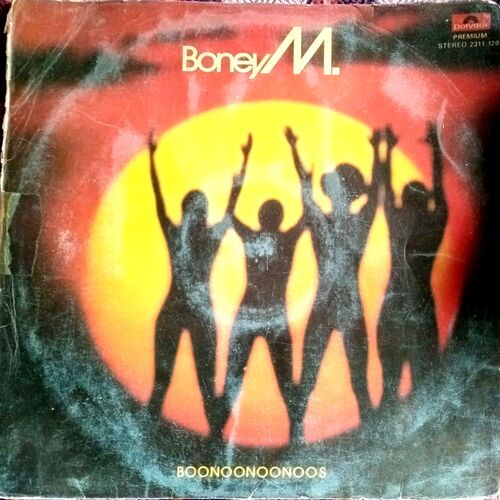 Boney M.
Polydor
PREMIUM
STEREO 2311 120
BOONOONOONOOS